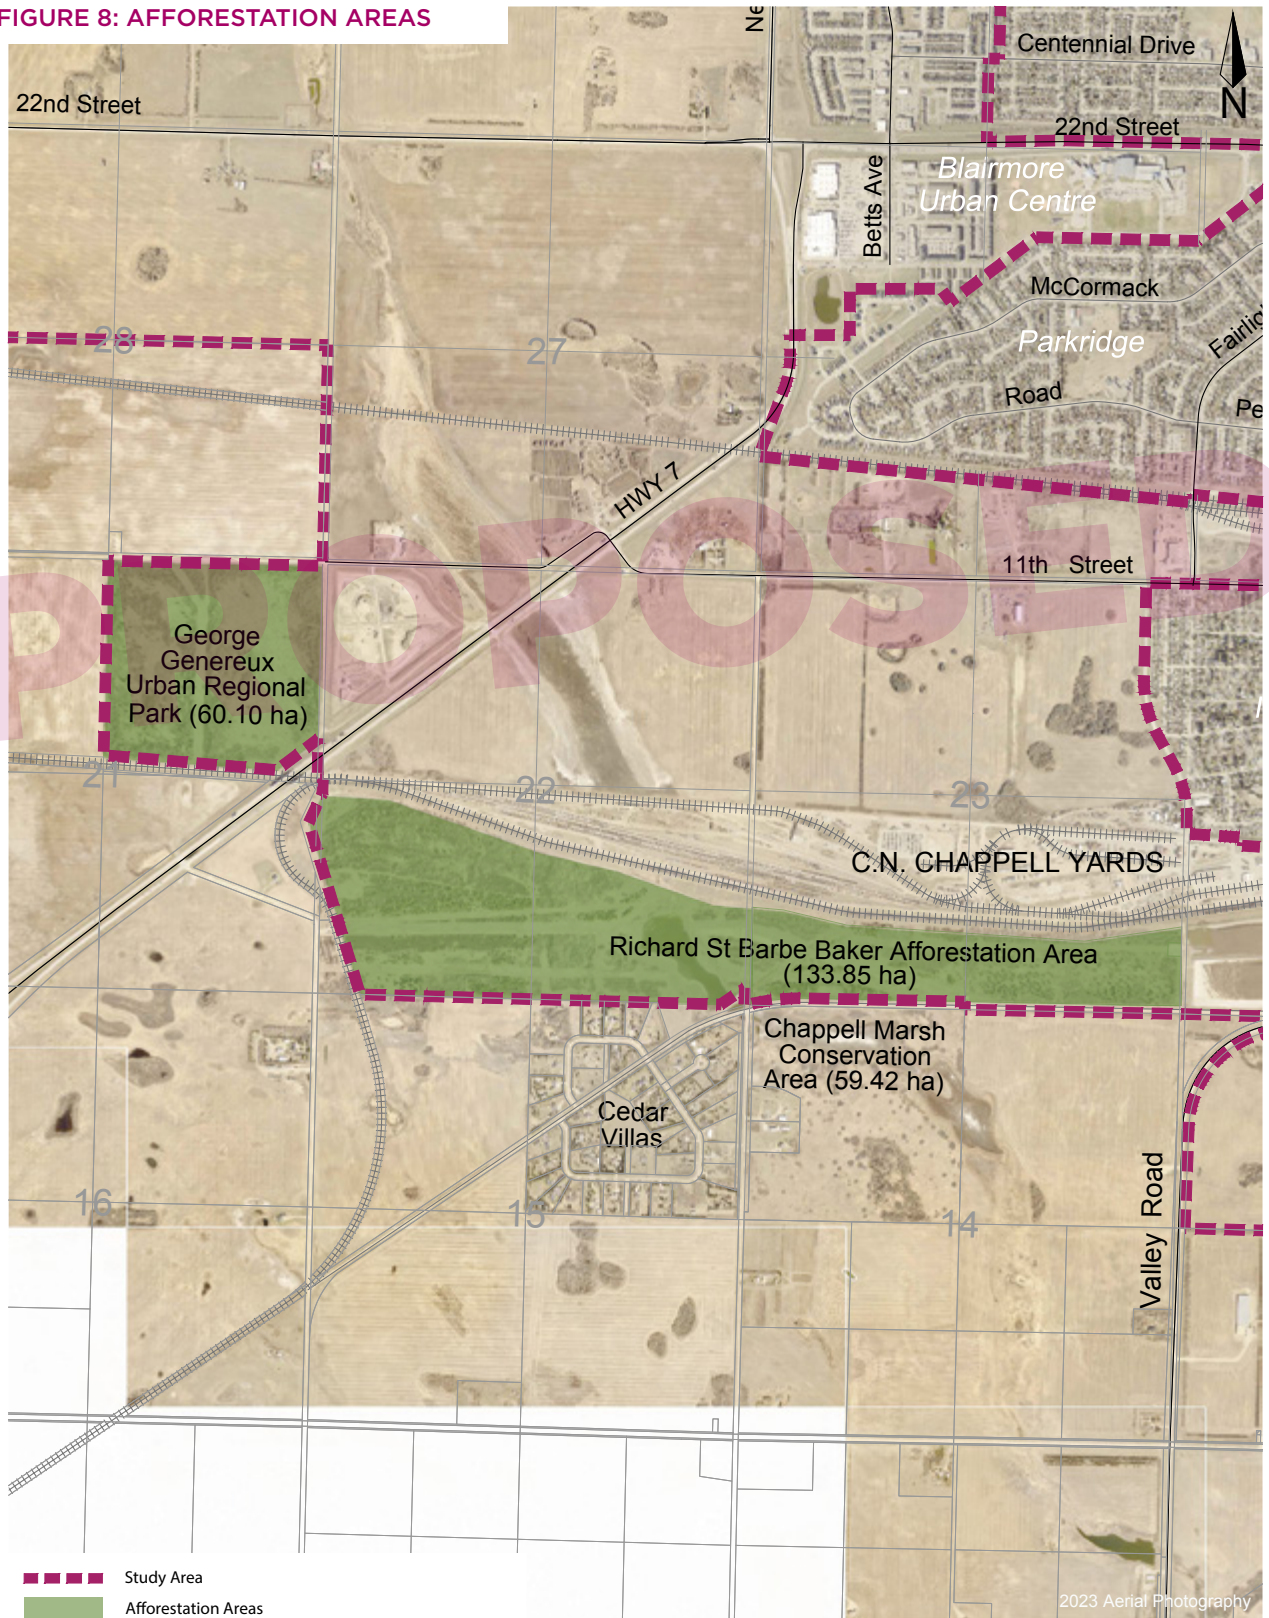 FIGURE 8: AFFORESTATION AREAS
Centennial Drive
N
22nd Street
22nd Street
Betts Ave
Blairmore
Urban Centre
McCormack
28
27
Parkridge
Road
HWY 7
11th Street
PROPOSED
George
Genereux
Urban Regional
Park (60.10 ha)
21
22
23
C.N. CHAPPELL YARDS
Richard St Barbe Baker Afforestation Area
(133.85 ha)
Chappell Marsh
Conservation
Area (59.42 ha)
Cedar
Villas
Valley Road
16
15
14
Study Area
Afforestation Areas
2023 Aerial Photography